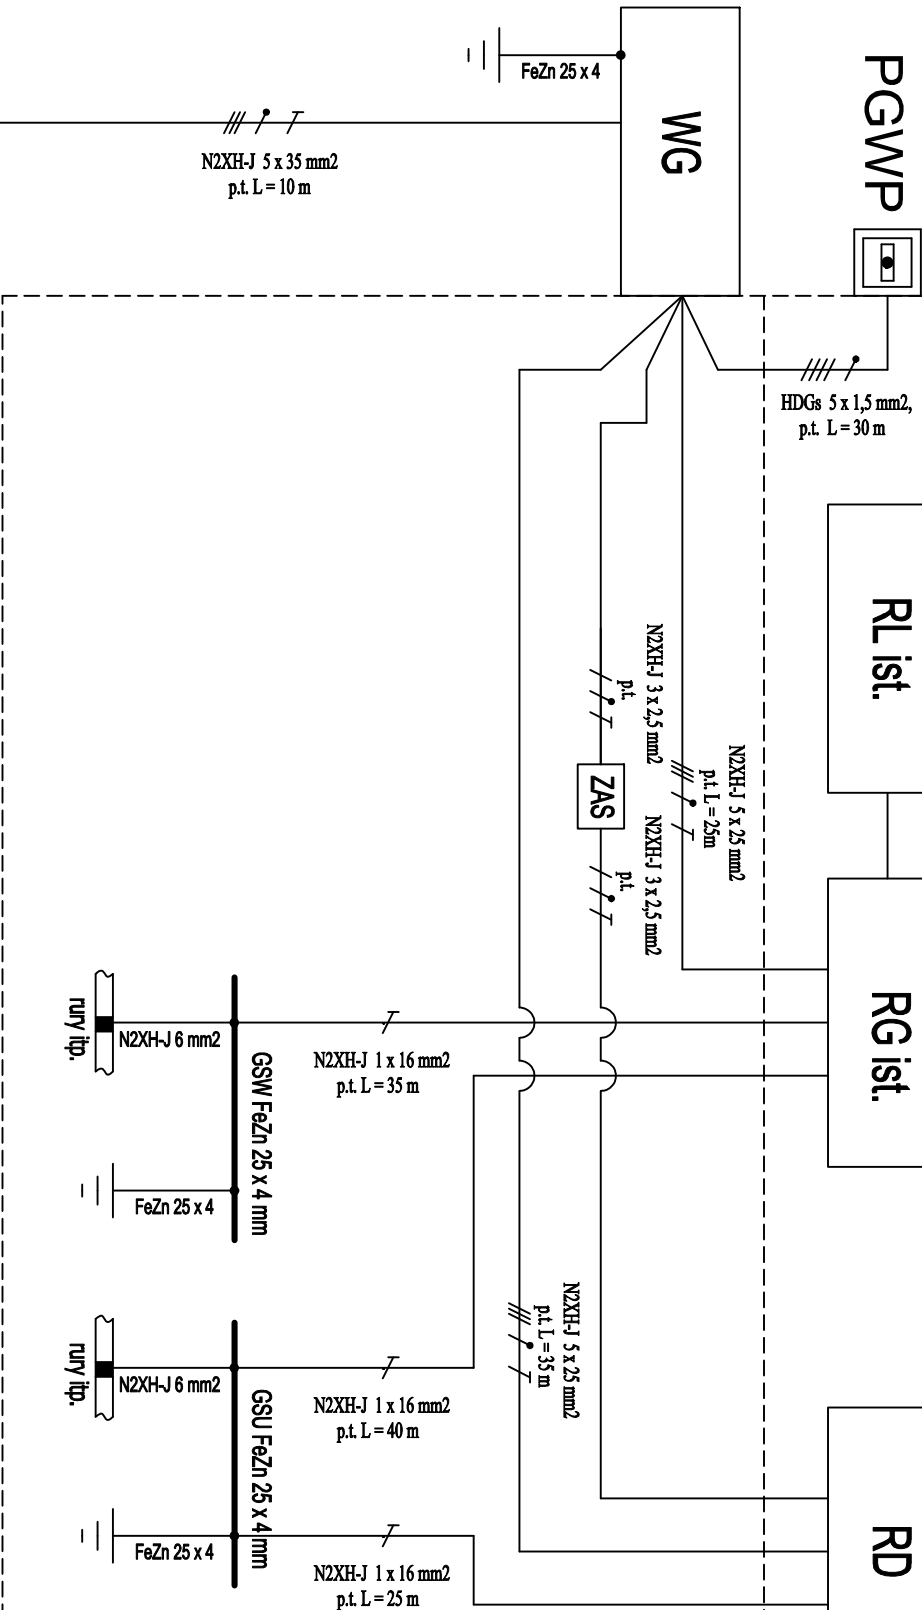 PGWP
WG
FeZn 25 x 4
N2XH-J 5 x 35 mm2
p.t. L = 10 m
HDGs 5 x 1,5 mm2,
p.t. L = 30 m
RL ist.
N2XH-J 3 x 2,5 mm2
p.t.
N2XH-J 5 x 25 mm2
p.t. L = 25m
ZAS
N2XH-J 3 x 2,5 mm2
p.t.
RG ist.
rury itp.
N2XH-J 6 mm2
GSW FeZn 25 x 4 mm
N2XH-J 1 x 16 mm2
p.t. L = 35 m
FeZn 25 x 4
N2XH-J 5 x 25 mm2
p.t. L = 35 m
rury itp.
N2XH-J 6 mm2
GSU FeZn 25 x 4 mm
N2XH-J 1 x 16 mm2
p.t. L = 40 m
RD
FeZn 25 x 4
N2XH-J 1 x 16 mm2
p.t. L = 25 m